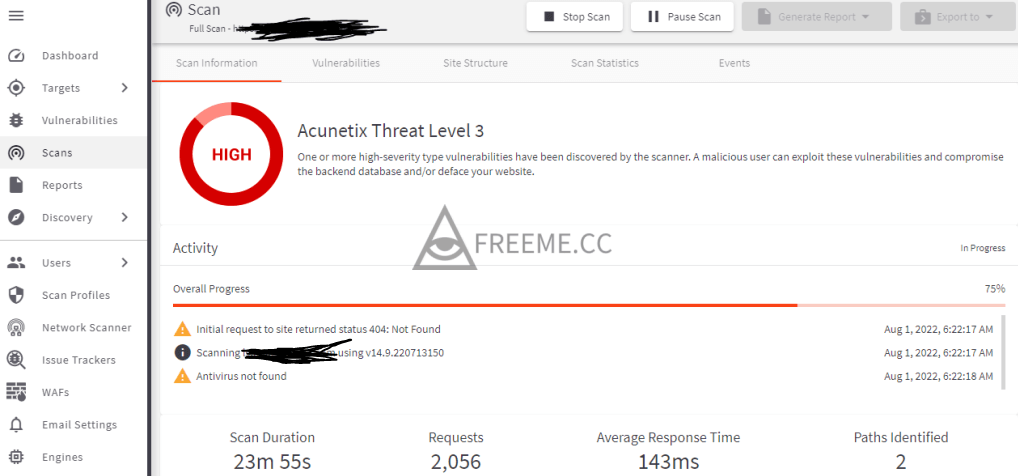 Scan
Full Scan -
Stop Scan
Pause Scan
Generate Report
Export to
Dashboard
Targets
Vulnerabilities
Scans
Reports
Discovery
Users
Scan Profiles
Network Scanner
Issue Trackers
WAFs
Email Settings
Engines
Scan Information
Vulnerabilities
Site Structure
Scan Statistics
Events
HIGH
Acunetix Threat Level 3
One or more high-severity type vulnerabilities have been discovered by the scanner. A malicious user can exploit these vulnerabilities and compromise
the backend database and/or deface your website.
FREEME.CC
Activity
In Progress
Overall Progress
75%
Initial request to site returned status 404: Not Found
Aug 1, 2022, 6:22:17 AM
Scanning using v14.9.220713150
Aug 1, 2022, 6:22:17 AM
Antivirus not found
Aug 1, 2022, 6:22:18 AM
Scan Duration
23m 55s
Requests
2,056
Average Response Time
143ms
Paths Identified
2